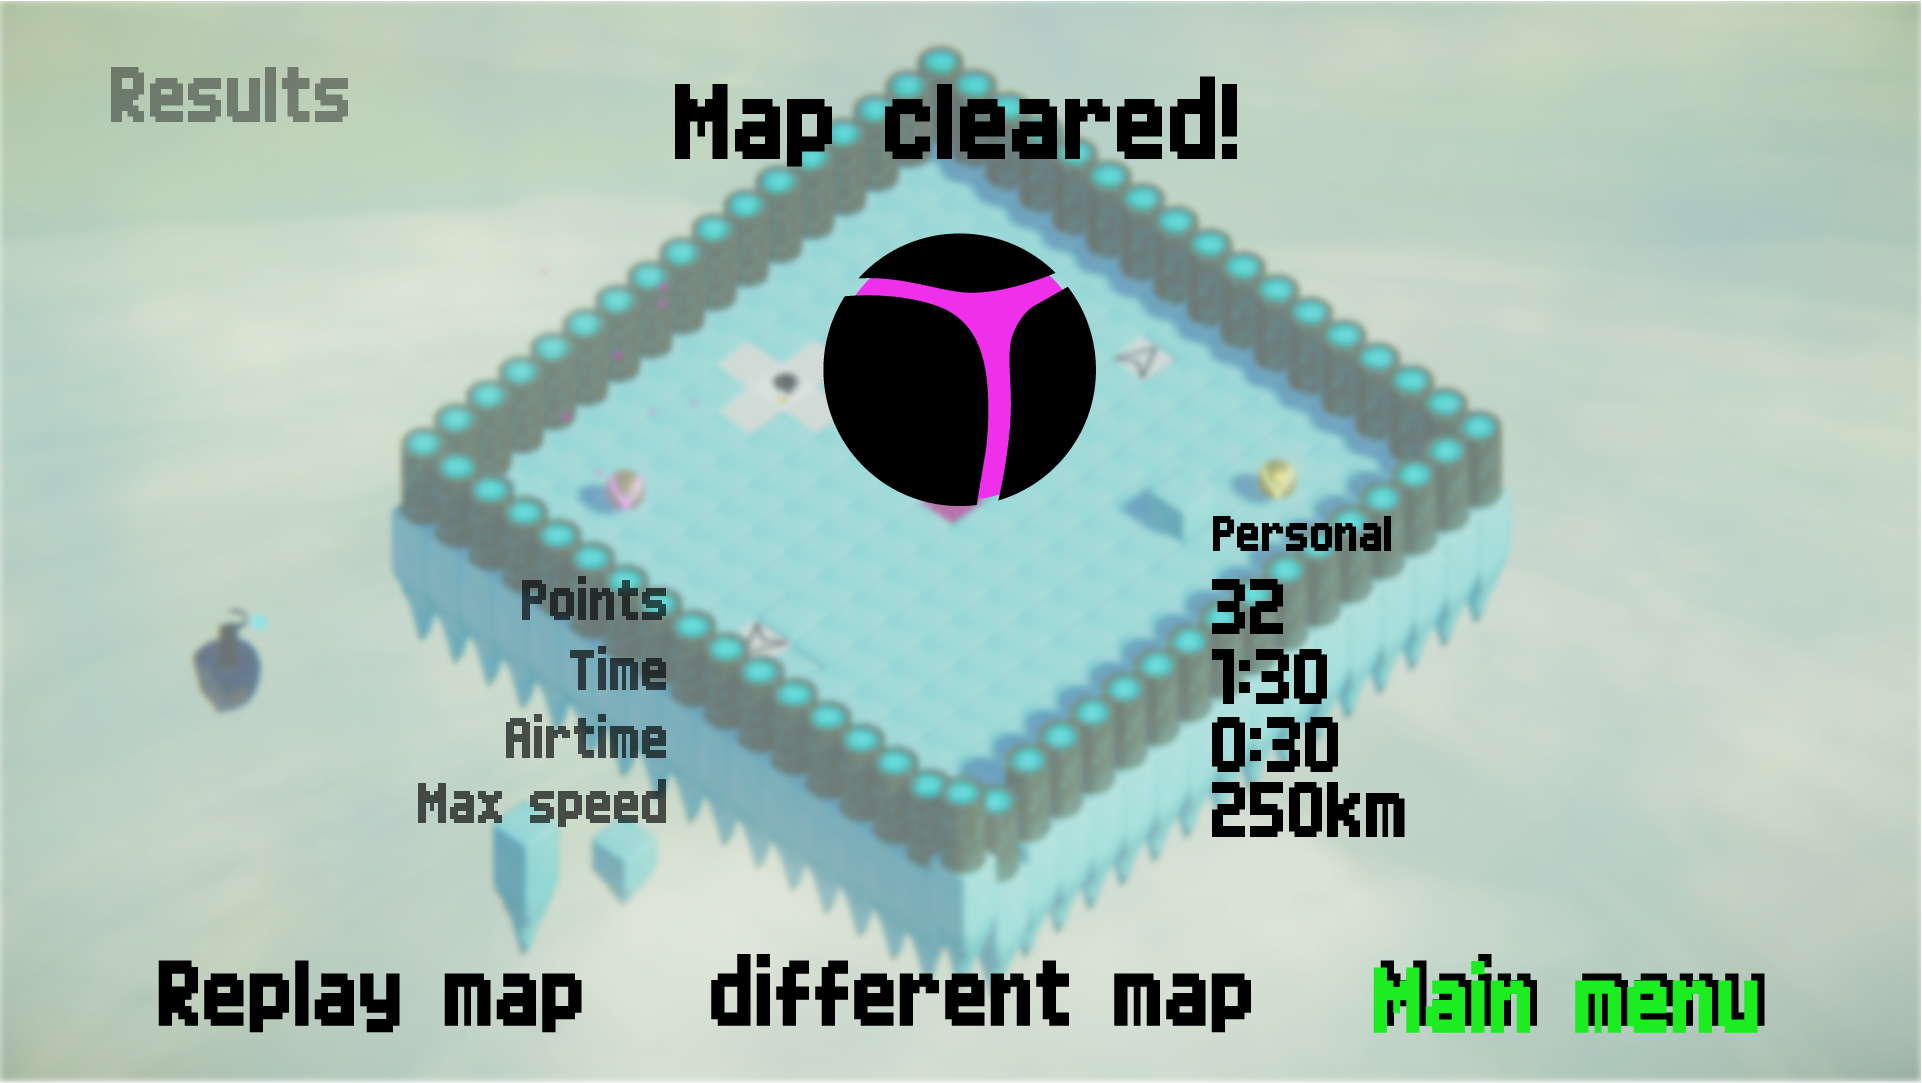 Results
Map cleared!
Personal
Points 32
Time 1:30
Airtime 0:30
Max speed 250km
Replay map different map Main menu